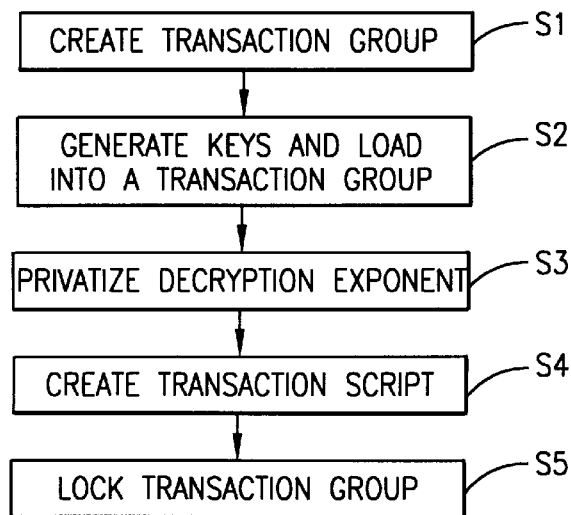 CREATE TRANSACTION GROUP
S1
GENERATE KEYS AND LOAD
INTO A TRANSACTION GROUP
S2
PRIVATIZE DECRYPTION EXPONENT
S3
CREATE TRANSACTION SCRIPT
S4
LOCK TRANSACTION GROUP
S5